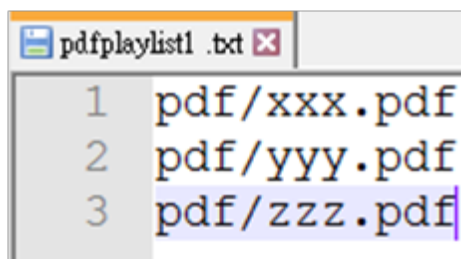 pdfplaylist1 .txt
1 pdf/xxx.pdf
2 pdf/yyy.pdf
3 pdf/zzz.pdf